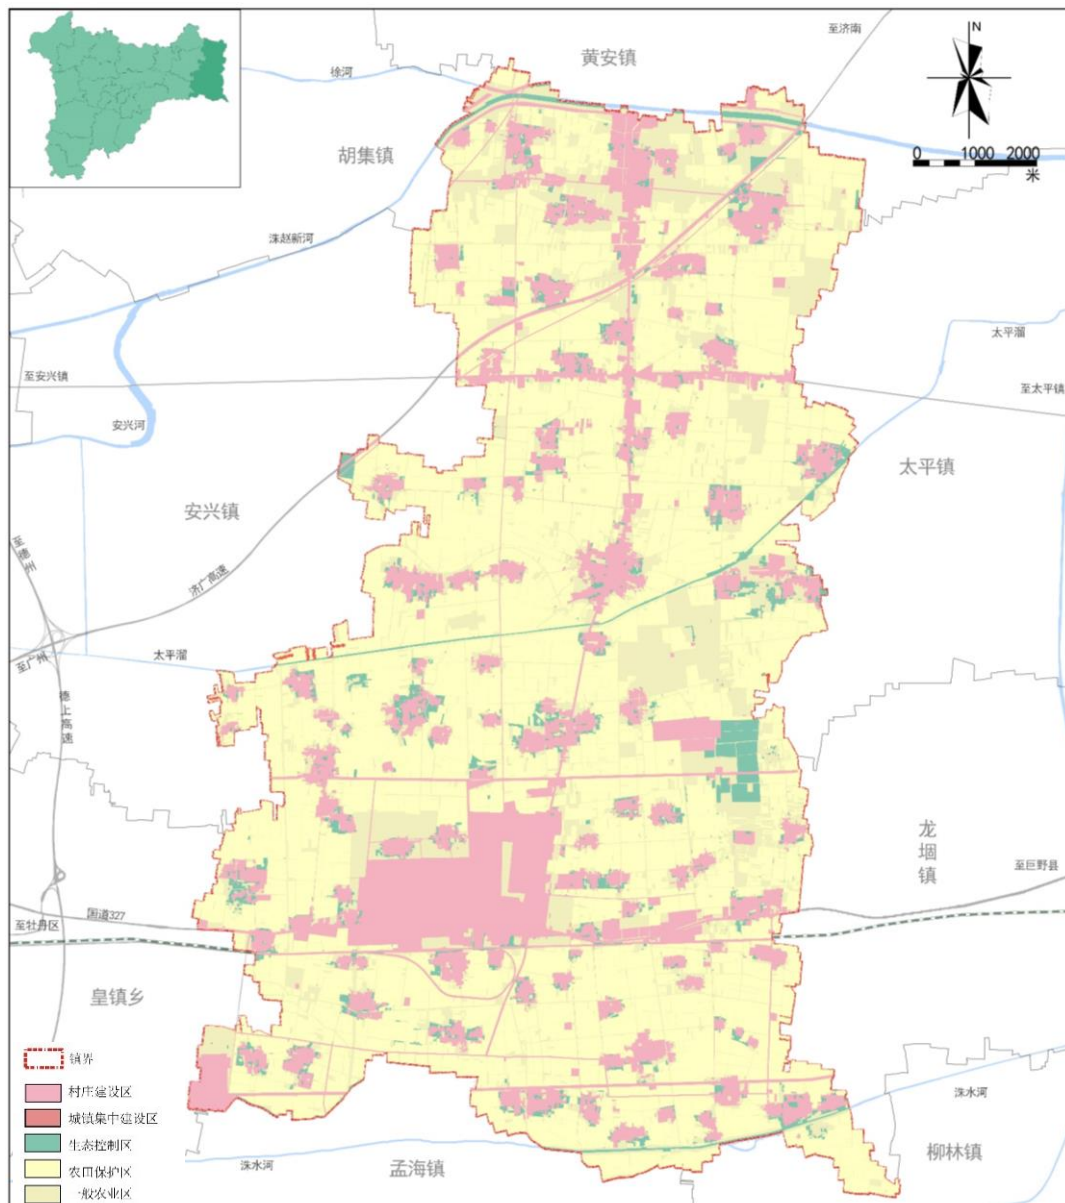 至济南
N
黄安镇
徐河
胡集镇
0 1000 2000
米
洙赵新河
太平溜
至安兴镇
至太平镇
安兴河
太平镇
安兴镇
至德州
济广高速
太平溜
至广州
德上高速
龙堌镇
至巨野县
国道327
至牡丹区
皇镇乡
镇界
村庄建设区
城镇集中建设区
生态控制区
农田保护区
一般农业区
洙水河
洙水河
孟海镇
柳林镇